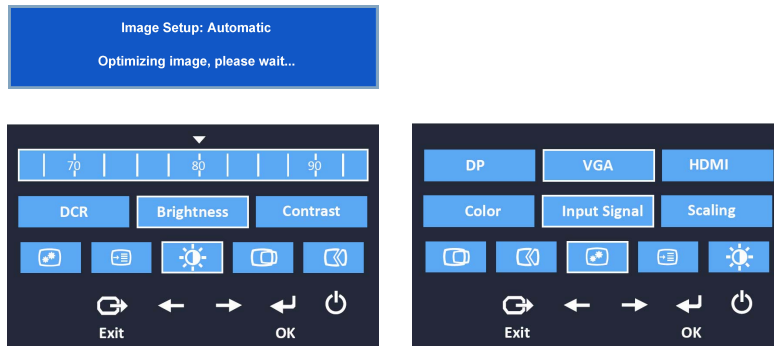 Image Setup: Automatic
Optimizing image, please wait...
70 80 90
DCR Brightness Contrast
Exit OK
DP VGA HDMI
Color Input Signal Scaling
Exit OK